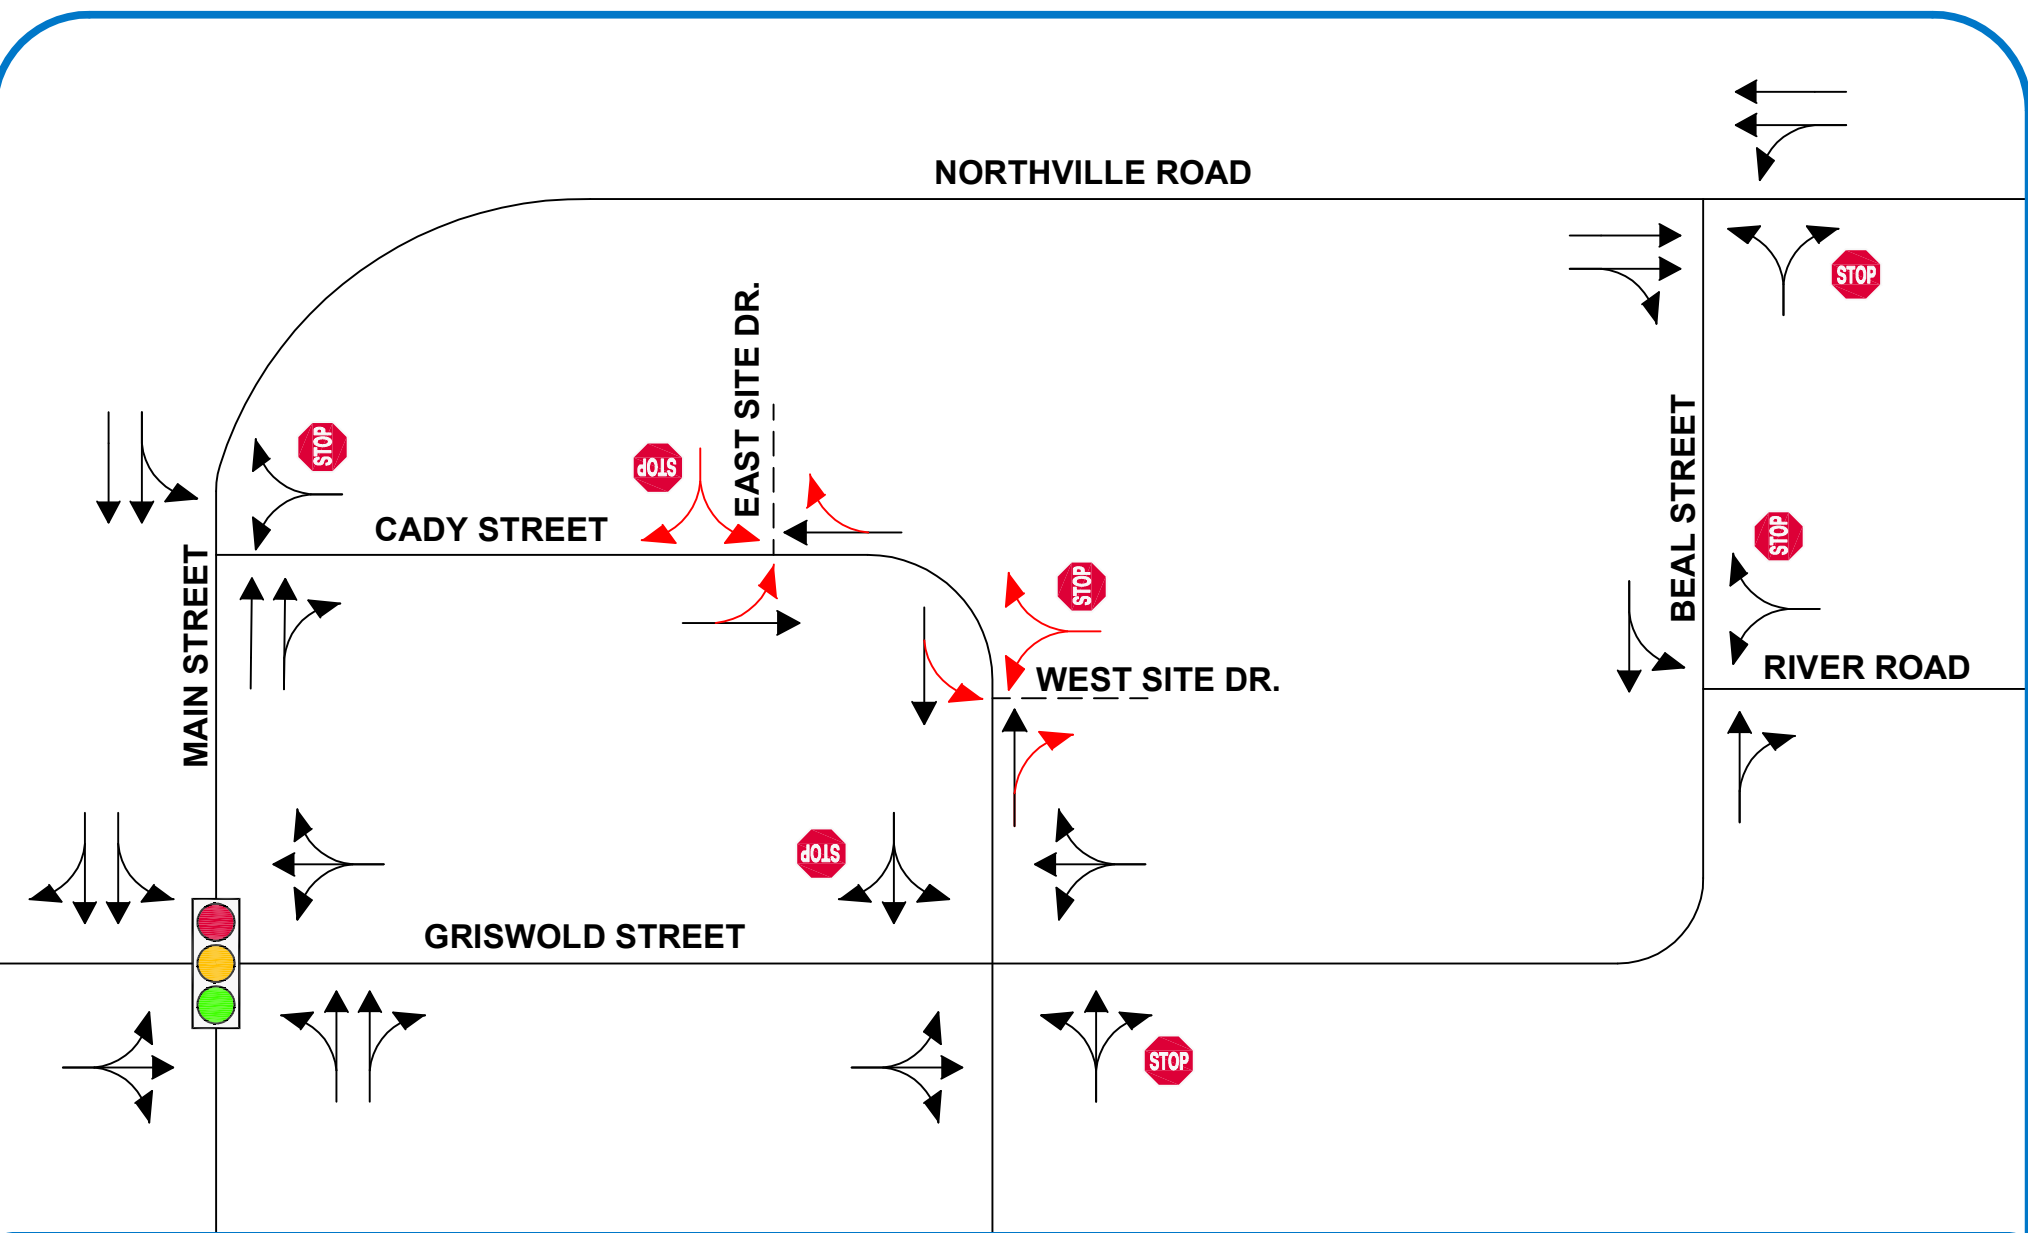 NORTHVILLE ROAD
STOP
EAST SITE DR.
STOP
STOP
BEAL STREET
CADY STREET
STOP
STOP
MAIN STREET
WEST SITE DR.
RIVER ROAD
STOP
GRISWOLD STREET
STOP